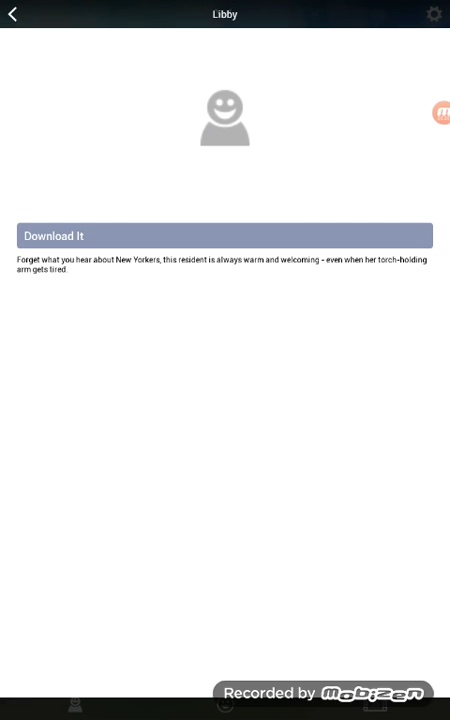 Libby
Download It
Forget what you hear about New Yorkers, this resident is always warm and welcoming - even when her torch-holding
arm gets tired.
Recorded by mobizen